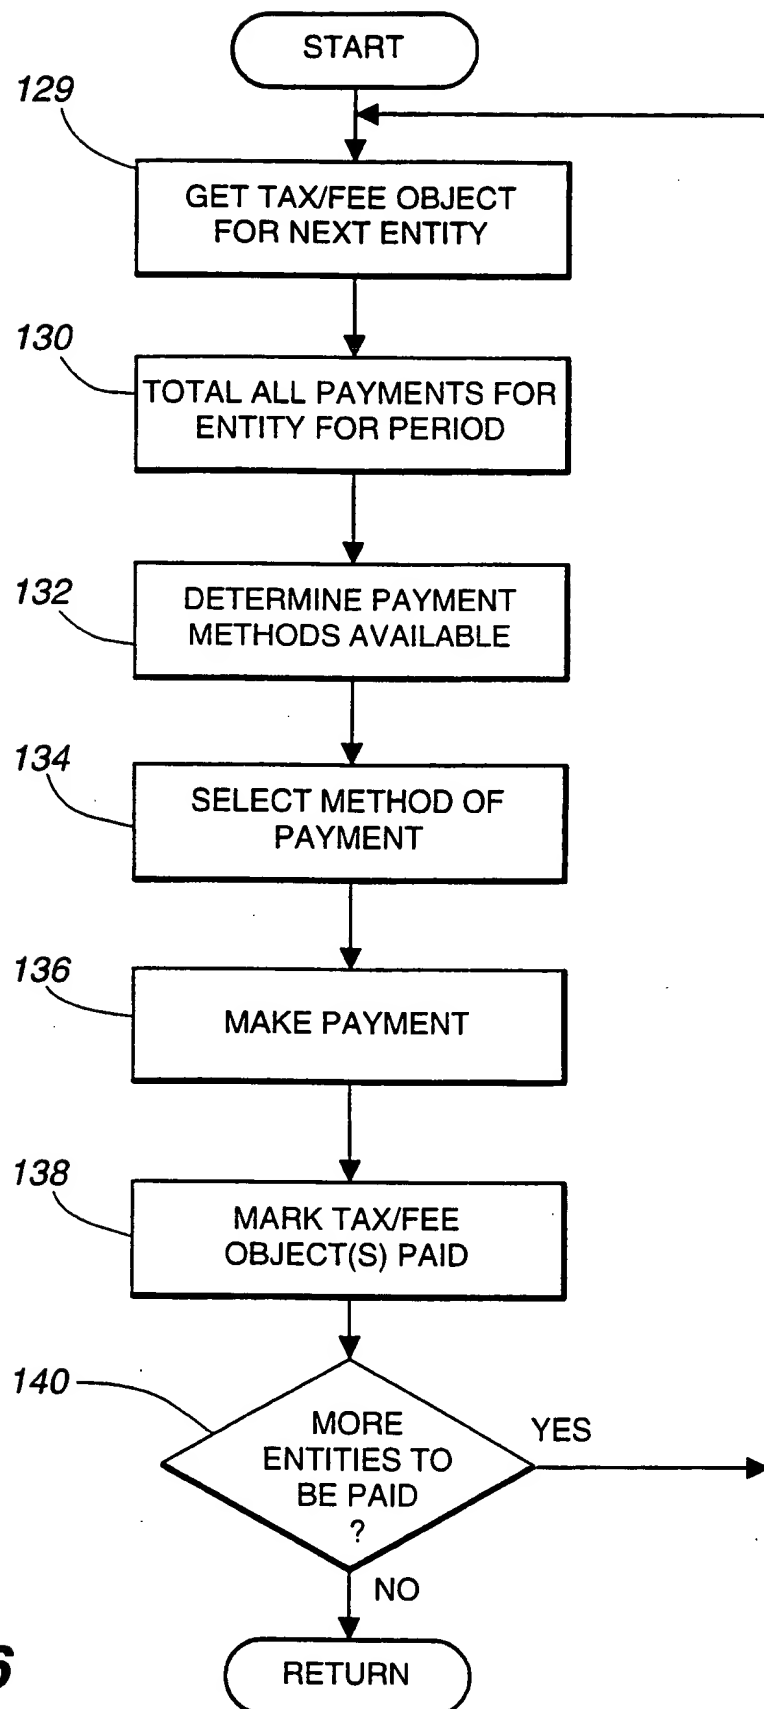 START
129
GET TAX/FEE OBJECT
FOR NEXT ENTITY
130
TOTAL ALL PAYMENTS FOR
ENTITY FOR PERIOD
132
DETERMINE PAYMENT
METHODS AVAILABLE
134
SELECT METHOD OF
PAYMENT
136
MAKE PAYMENT
138
MARK TAX/FEE
OBJECT(S) PAID
140
MORE
ENTITIES TO
BE PAID
?
YES
NO
6
RETURN